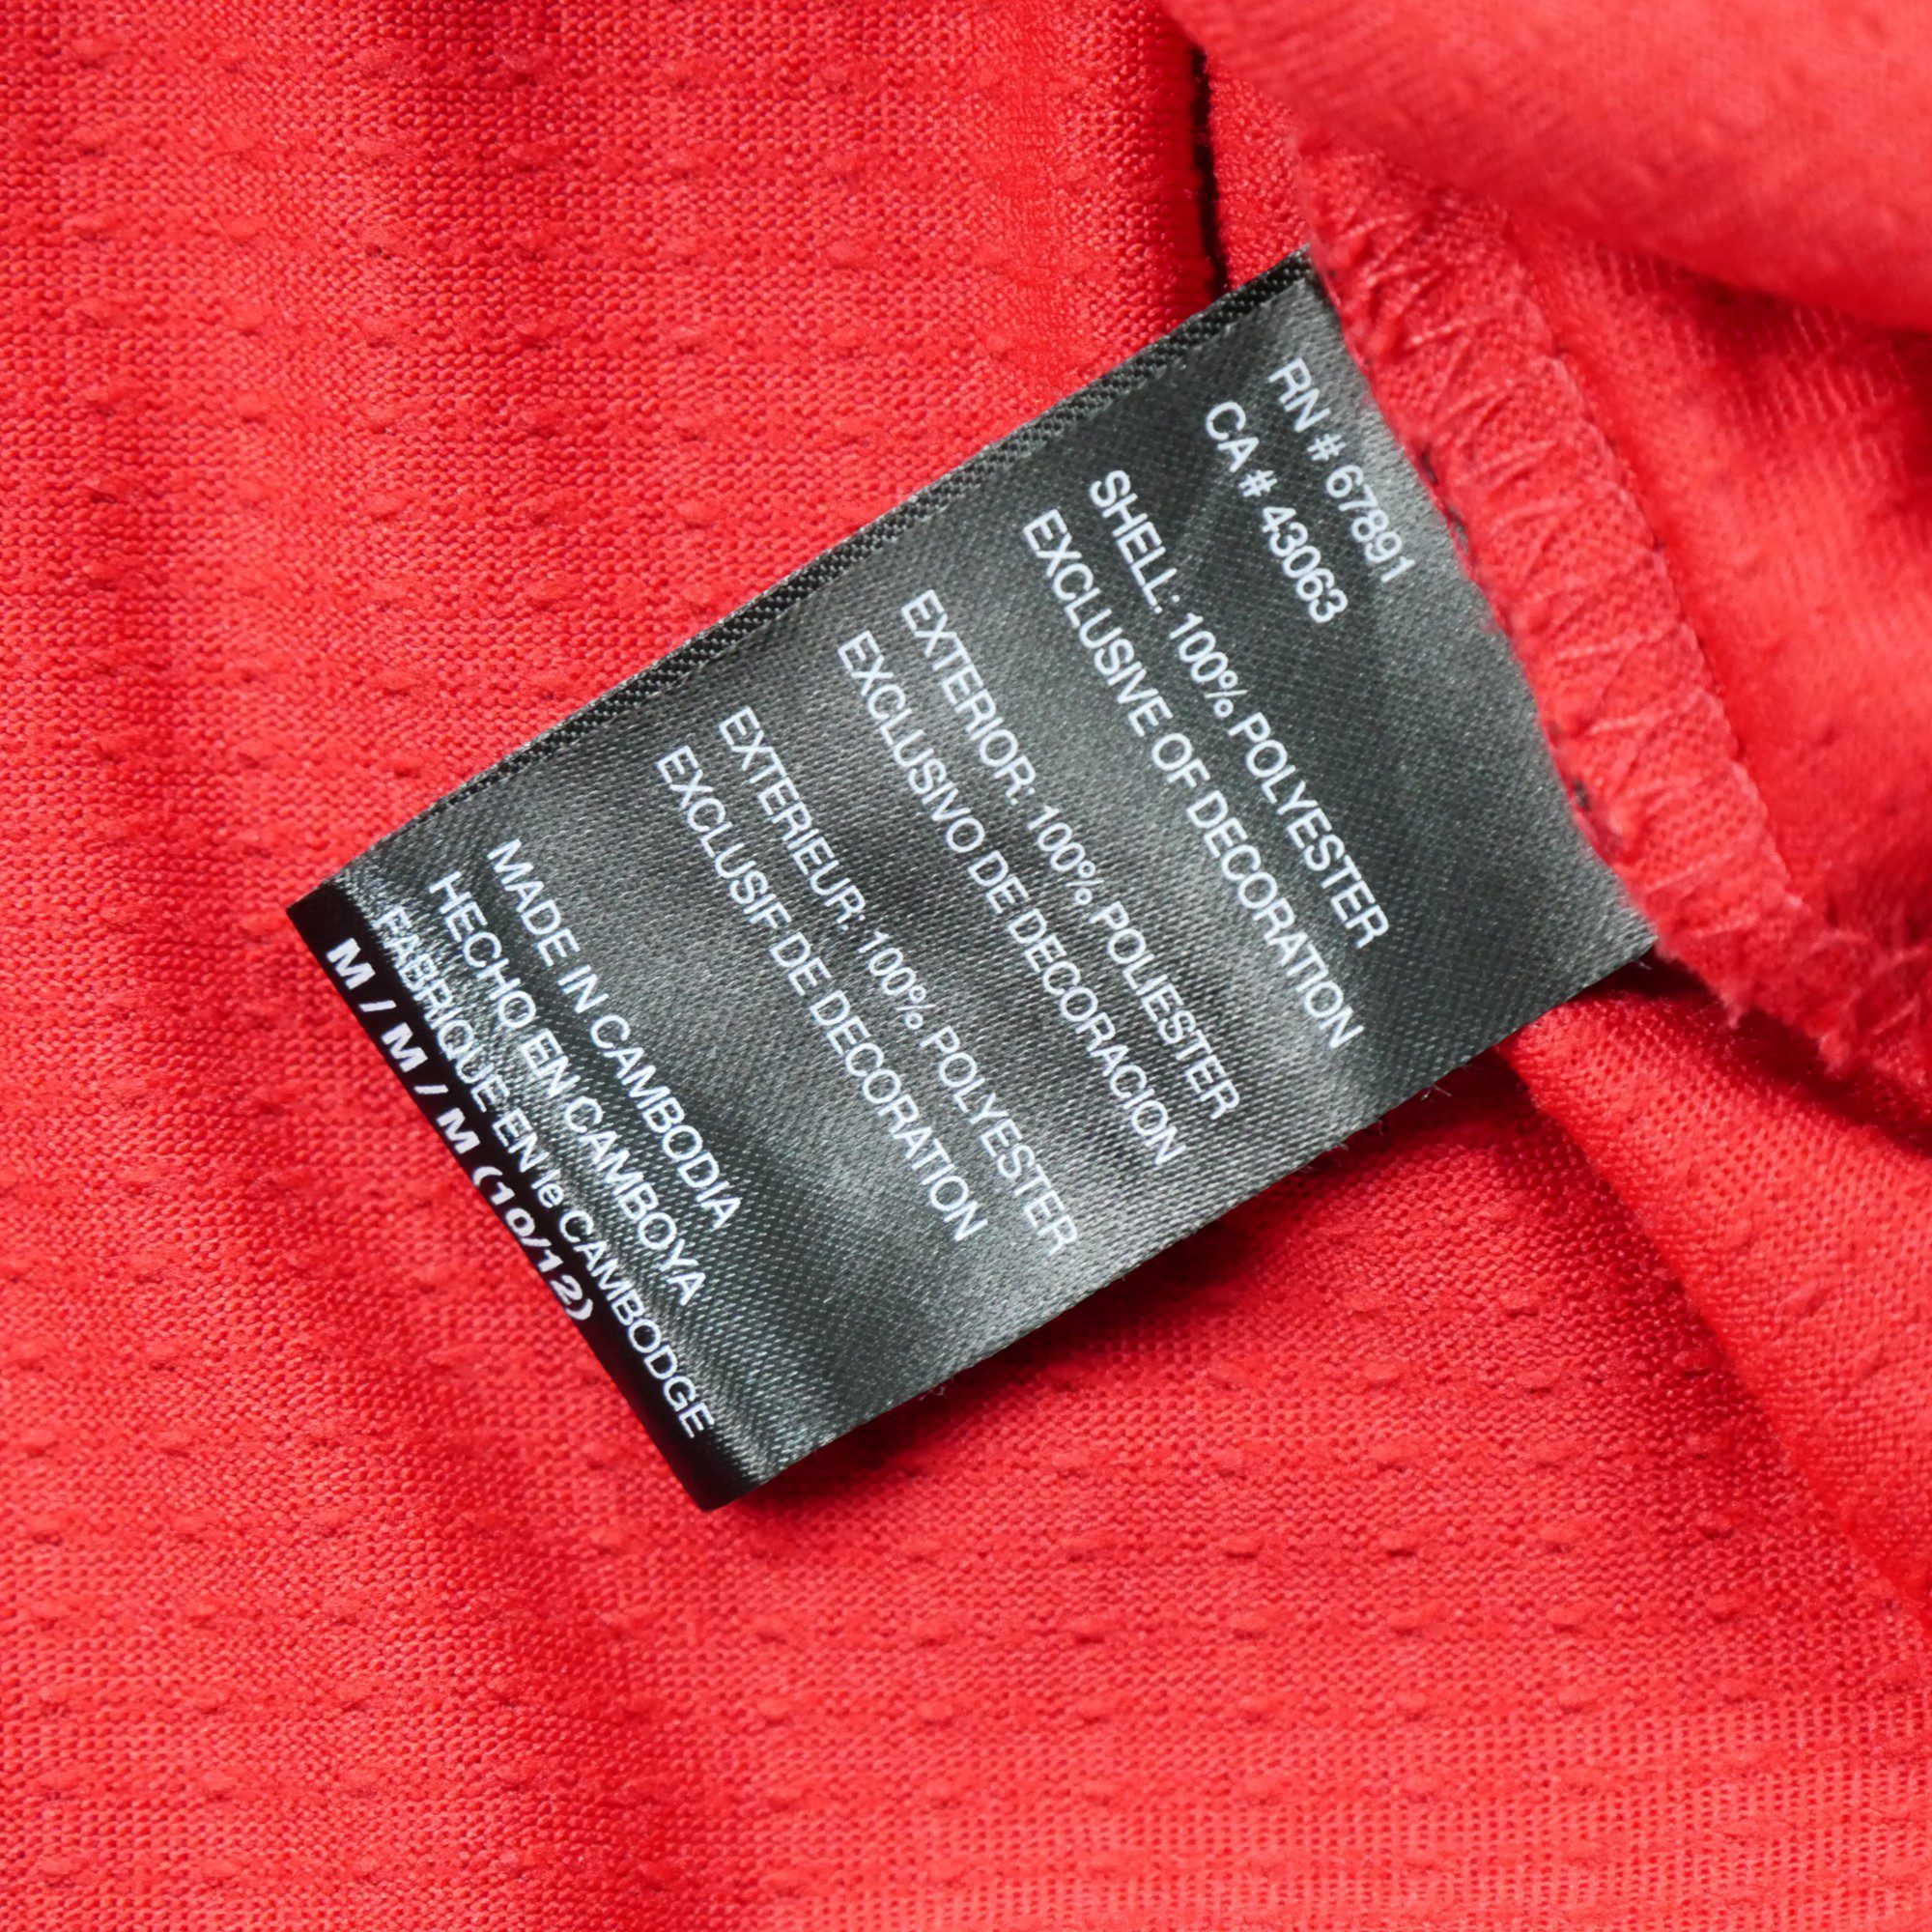 RN # 67891
CA # 43063
SHELL: 100% POLYESTER
EXCLUSIVE OF DECORATION
EXTERIOR: 100% POLIESTER
EXCLUSIVO DE DECORACION
EXTERIEUR: 100% POLYESTER
EXCLUSIF DE DECORATION
MADE IN CAMBODIA
HECHO EN CAMBOYA
FABRIQUE EN le CAMBODGE
M / M / M (10/12)